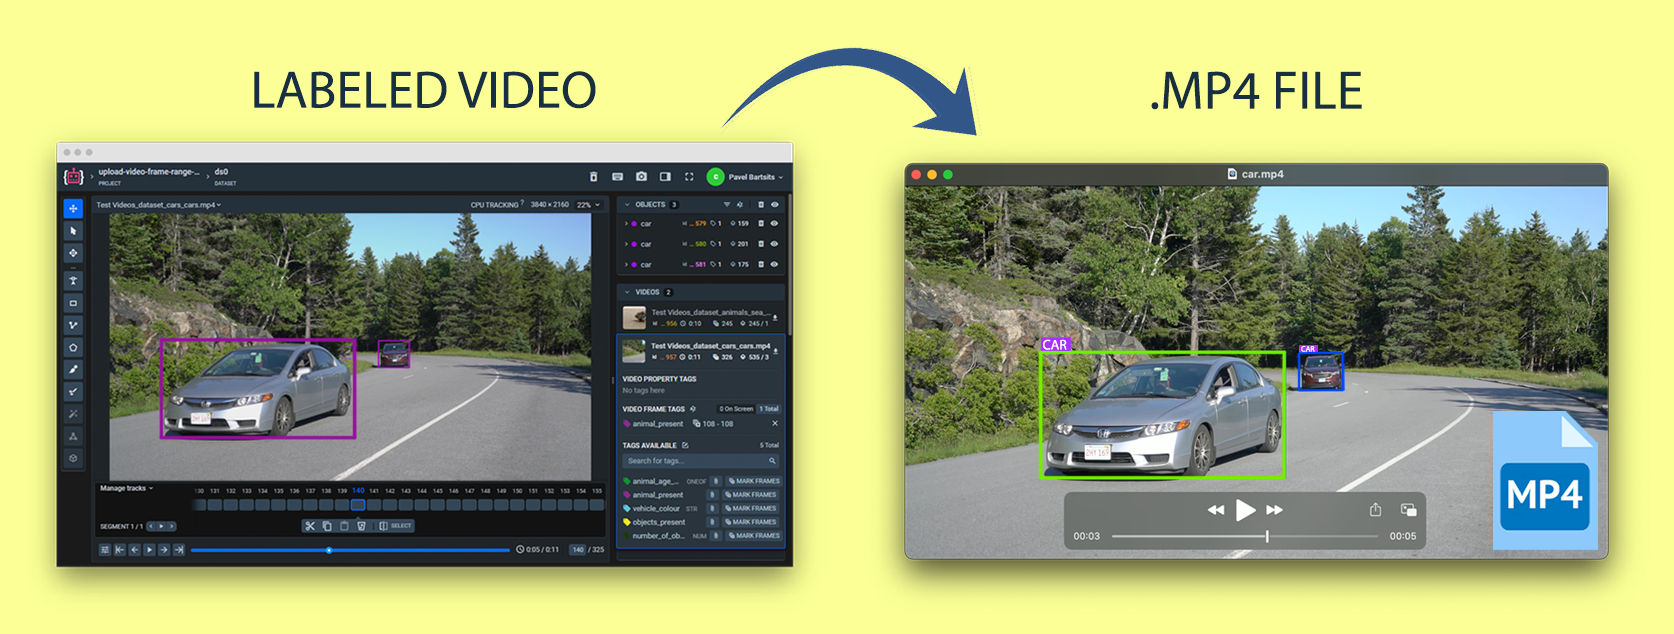 LABELED VIDEO
.MP4 FILE
upload-video-frame-range-... > ds0
PROJECT DATASET
Pavel Bartsits
Test Videos_dataset_cars_cars.mp4
CPU TRACKING ? 3840 × 2160 22%
OBJECTS 3
car M ...579 1 159
car M ...580 1 201
car M ...581 1 175
VIDEOS 2
Test Videos_dataset_animals_sea_...
M ...956 0:10 245 245 / 1
Test Videos_dataset_cars_cars.mp4
M ...957 0:11 326 535 / 3
VIDEO PROPERTY TAGS
No tags here
VIDEO FRAME TAGS 0 On Screen 1 Total
animal_present 108 - 108
TAGS AVAILABLE 5 Total
Search for tags...
animal_age_... ONEOF MARK FRAMES
animal_present MARK FRAMES
vehicle_colour STR MARK FRAMES
objects_present MARK FRAMES
number_of_ob... NUM MARK FRAMES
Manage tracks
130 131 132 133 134 135 136 137 138 139 140 141 142 143 144 145 146 147 148 149 150 151 152 153 154 155
SEGMENT 1 / 1
SELECT
0:05 / 0:11 140 / 325
car.mp4
CAR
CAR
MP4
00:03 00:05